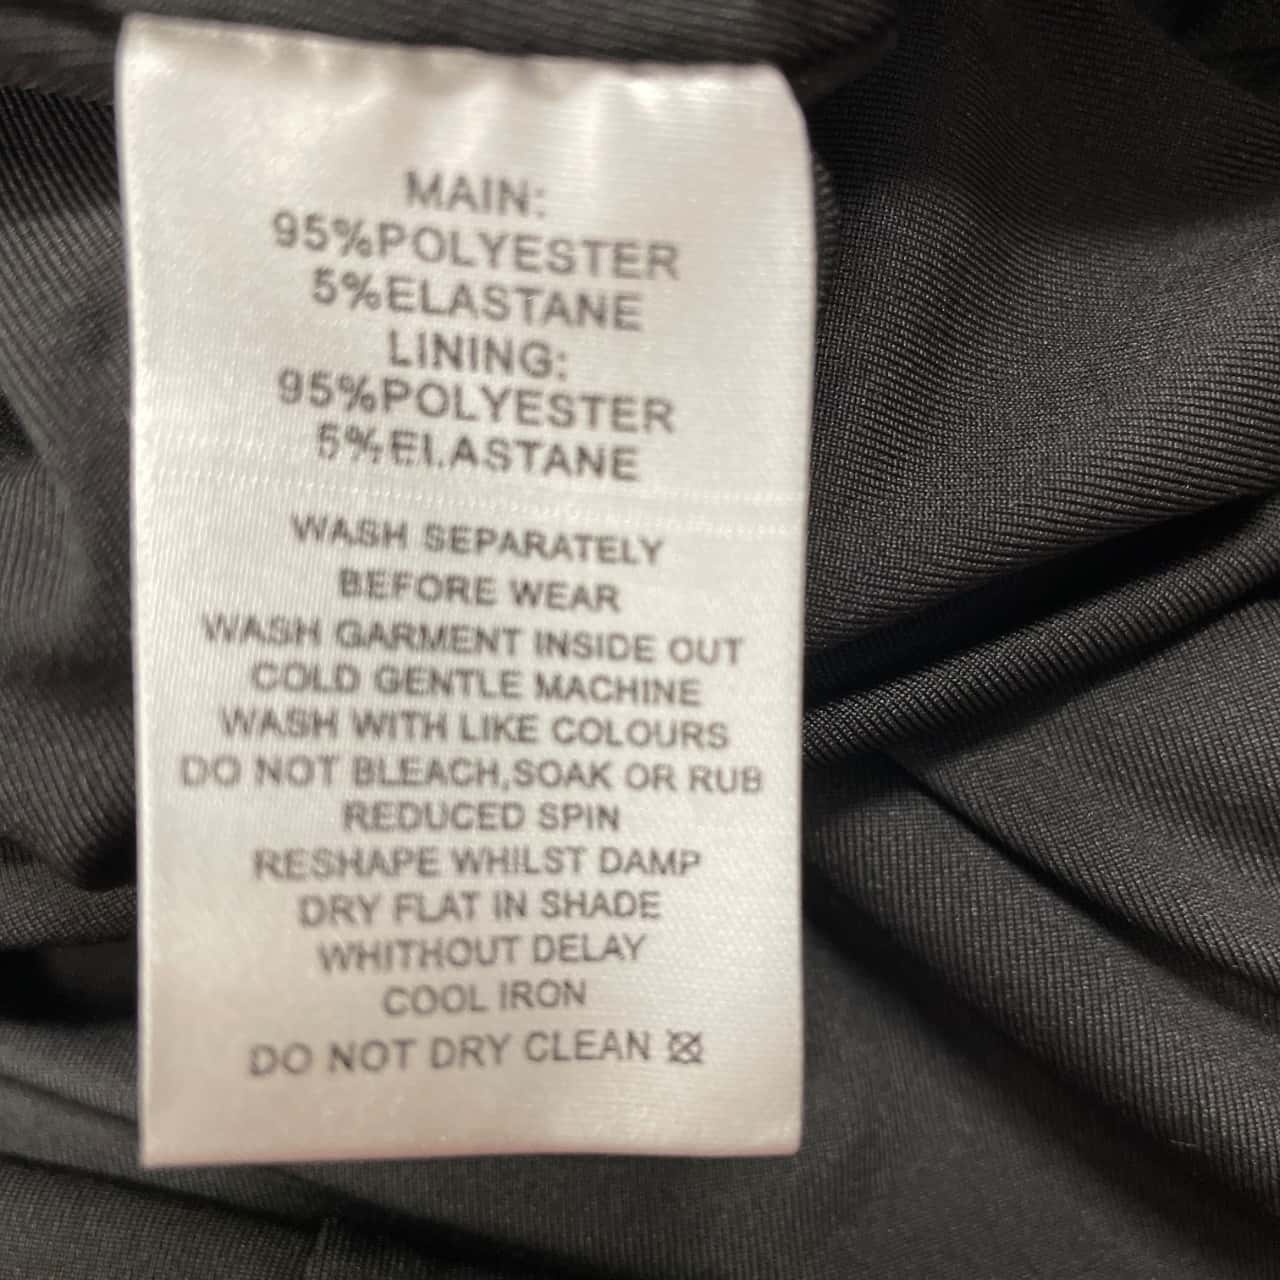 MAIN:
95%POLYESTER
5%ELASTANE
LINING:
95%POLYESTER
5%ELASTANE
WASH SEPARATELY
BEFORE WEAR
WASH GARMENT INSIDE OUT
COLD GENTLE MACHINE
WASH WITH LIKE COLOURS
DO NOT BLEACH,SOAK OR RUB
REDUCED SPIN
RESHAPE WHILST DAMP
DRY FLAT IN SHADE
WHITHOUT DELAY
COOL IRON
DO NOT DRY CLEAN